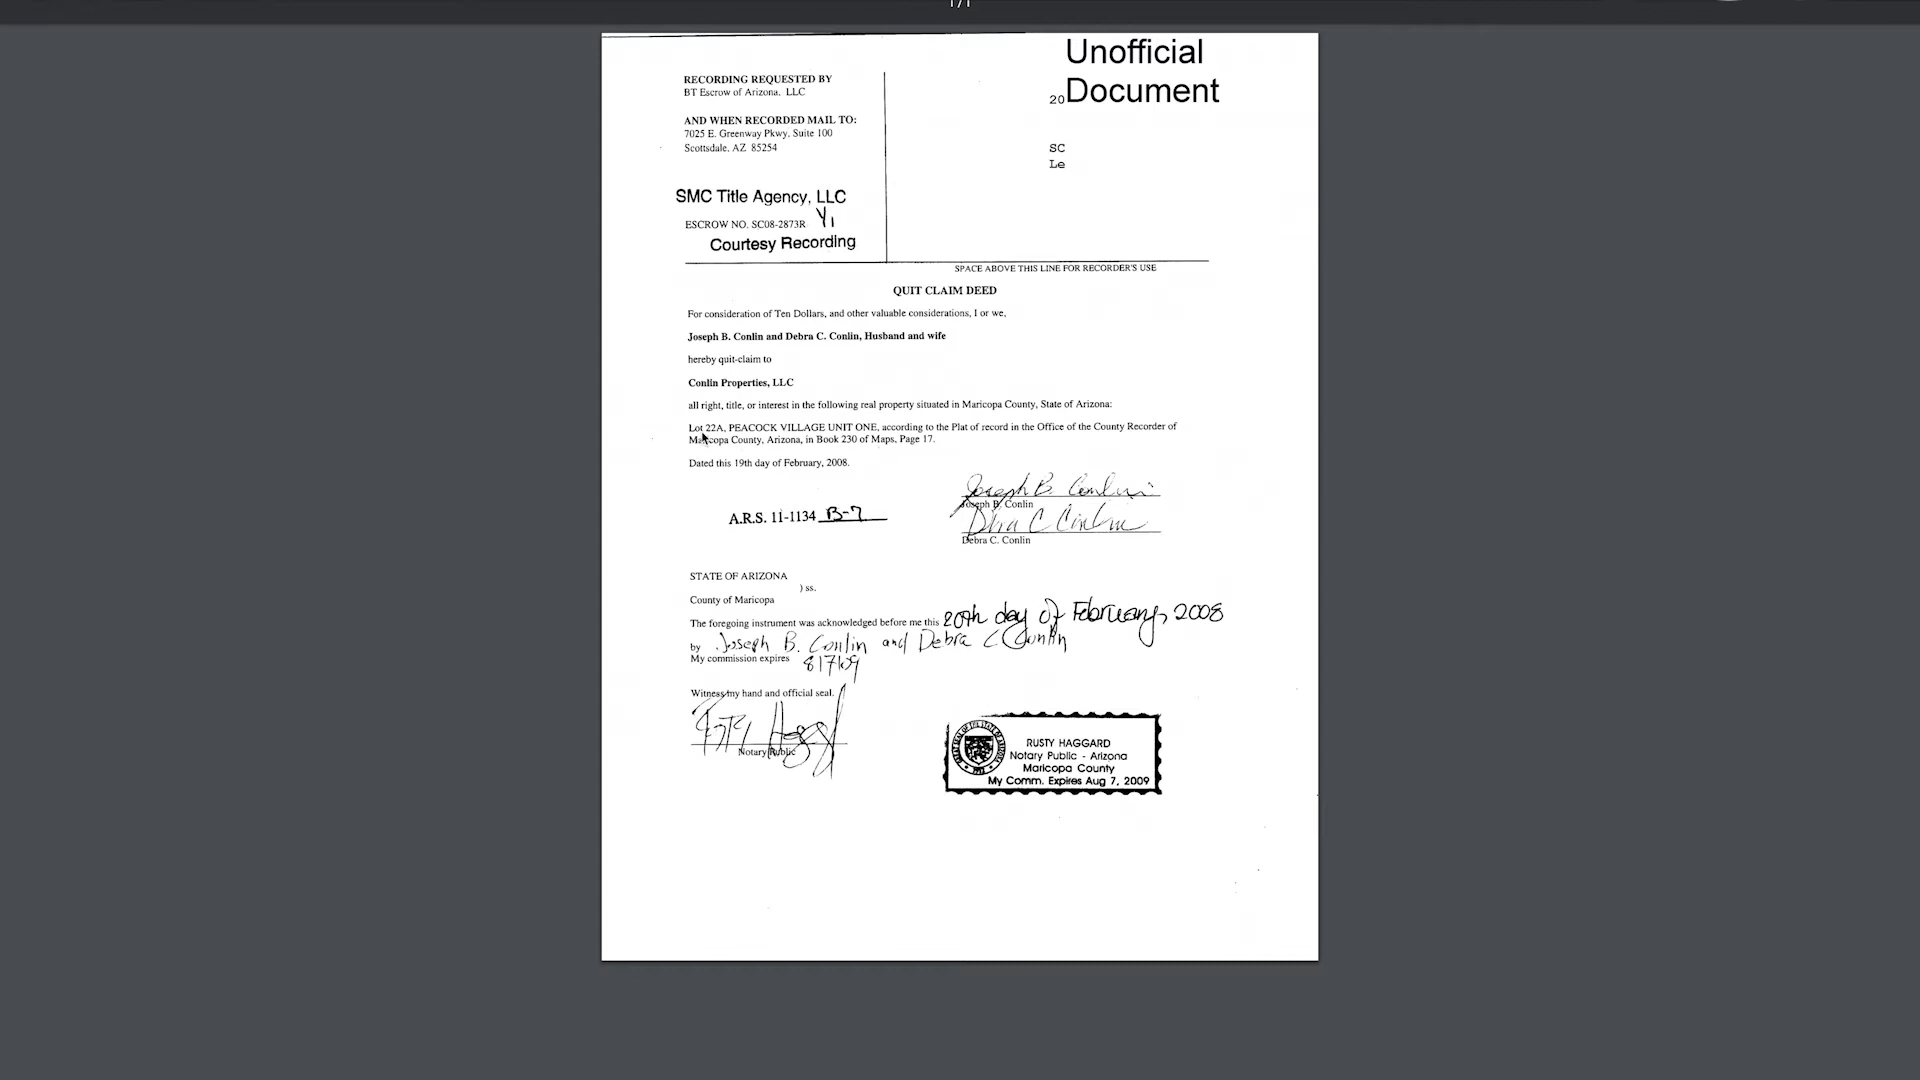 1/1
Unofficial
Document
20
RECORDING REQUESTED BY
BT Escrow of Arizona, LLC
AND WHEN RECORDED MAIL TO:
7025 E. Greenway Pkwy, Suite 100
Scottsdale, AZ 85254
SC
Le
SMC Title Agency, LLC
ESCROW NO. SC08-2873R
Courtesy Recording
SPACE ABOVE THIS LINE FOR RECORDER'S USE
QUIT CLAIM DEED
For consideration of Ten Dollars, and other valuable considerations, I or we,
Joseph B. Conlin and Debra C. Conlin, Husband and wife
hereby quit-claim to
Conlin Properties, LLC
all right, title, or interest in the following real property situated in Maricopa County, State of Arizona:
Lot 22A, PEACOCK VILLAGE UNIT ONE, according to the Plat of record in the Office of the County Recorder of
Maricopa County, Arizona, in Book 230 of Maps, Page 17.
Dated this 19th day of February, 2008.
Joseph B. Conlin
Joseph B. Conlin
A.R.S. 11-1134 B-7
Debra C Conlin
Debra C. Conlin
STATE OF ARIZONA
) ss.
County of Maricopa
The foregoing instrument was acknowledged before me this 20th day of February, 2008
by Joseph B. Conlin and Debra C Conlin
My commission expires 8/7/09
Witness my hand and official seal.
Notary Public
RUSTY HAGGARD
Notary Public - Arizona
Maricopa County
My Comm. Expires Aug 7, 2009